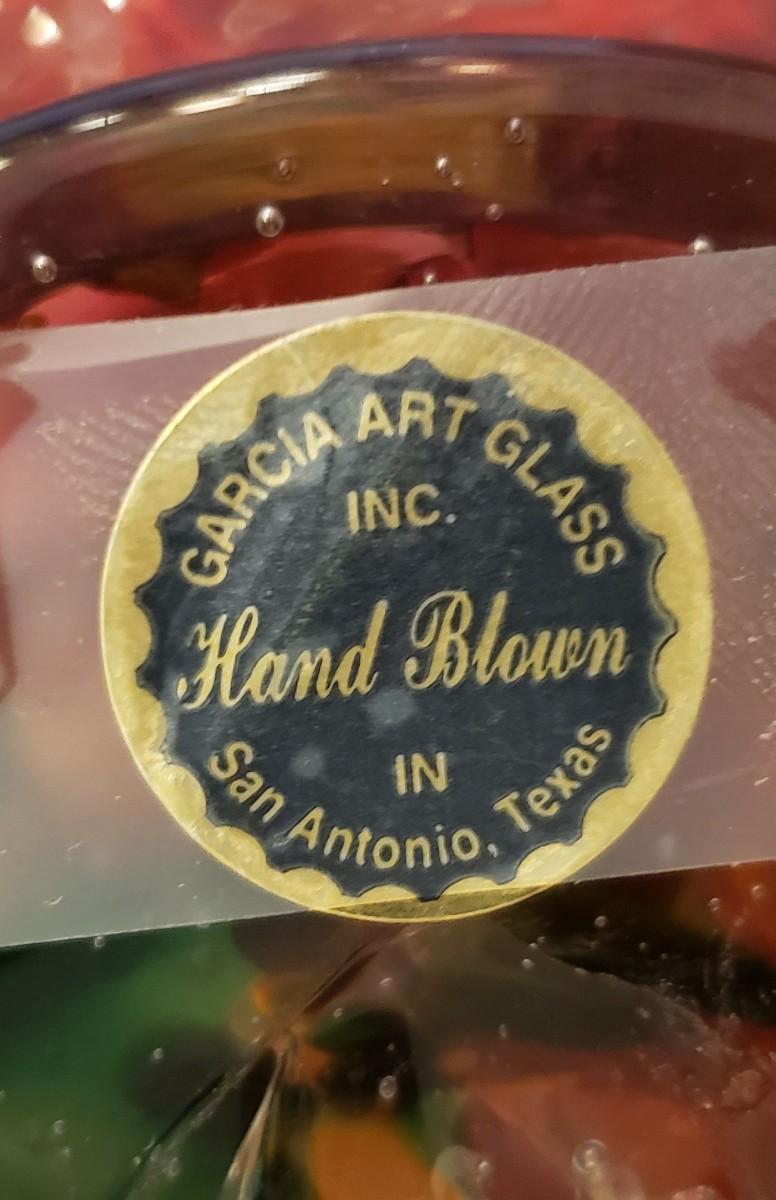 GARCIA ART GLASS
INC.
Hand Blown
IN
San Antonio, Texas